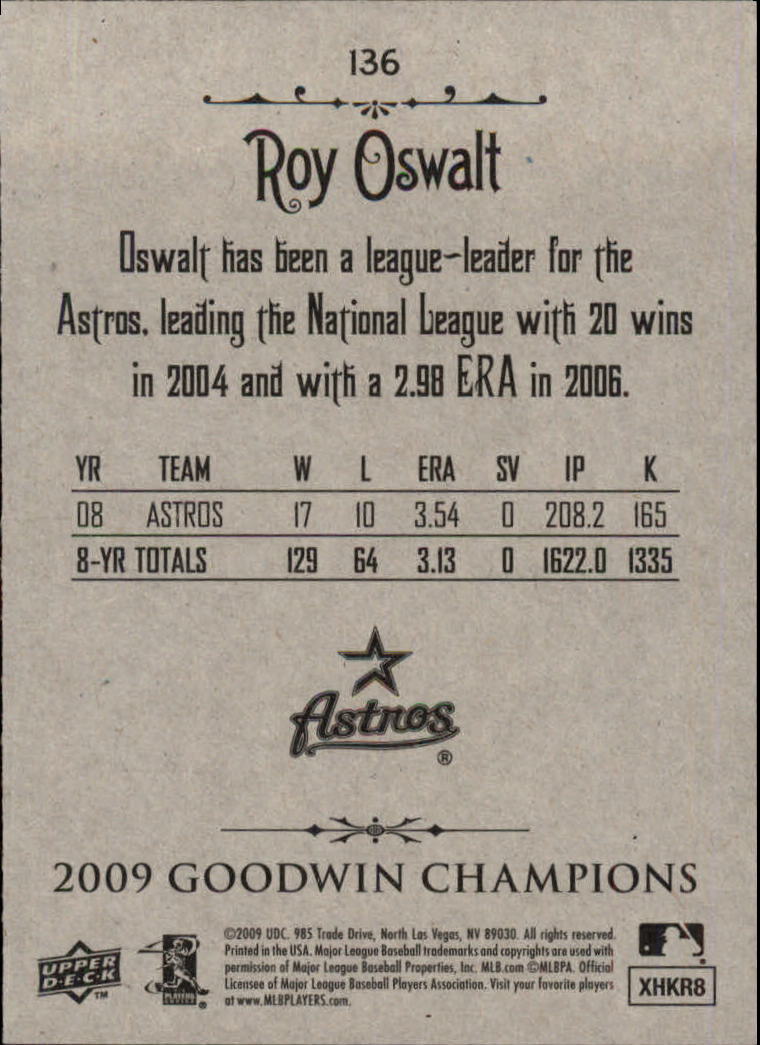 136
Roy Oswalt
Oswalt has been a league-leader for the
Astros, leading the National League with 20 wins
in 2004 and with a 2.98 ERA in 2006.
YR TEAM W L ERA SV IP K
08 ASTROS 17 10 3.54 0 208.2 165
8-YR TOTALS 129 64 3.13 0 1622.0 1335
Astros
®
2009 GOODWIN CHAMPIONS
UPPER
D·E·C·K
TM
PLAYERS
®
©2009 UDC. 985 Trade Drive, North Las Vegas, NV 89030. All rights reserved.
Printed in the USA. Major League Baseball trademarks and copyrights are used with
permission of Major League Baseball Properties, Inc. MLB.com ©MLBPA. Official
Licensee of Major League Baseball Players Association. Visit your favorite players
at www.MLBPLAYERS.com.
XHKR8